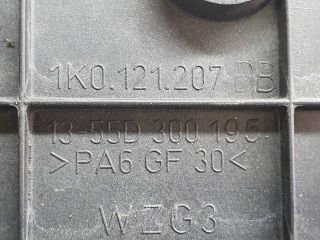 1K0.121.207 BB
13-55D 300 196
>PA6 GF 30<
WZG3